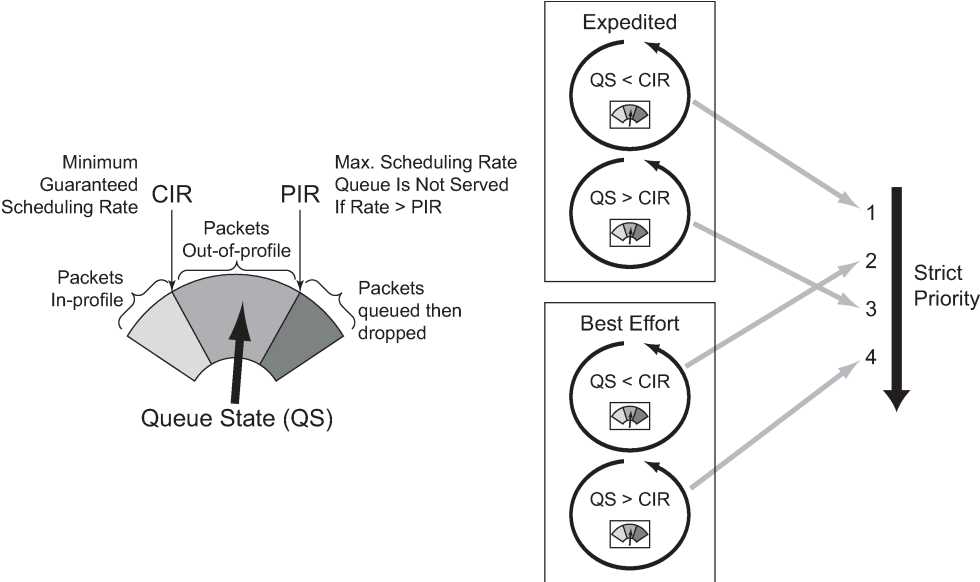 Minimum
Guaranteed
Scheduling Rate
CIR
PIR
Max. Scheduling Rate
Queue Is Not Served
If Rate > PIR
Packets
Out-of-profile
Packets
In-profile
Packets
queued then
dropped
Queue State (QS)
Expedited
QS < CIR
QS > CIR
Best Effort
QS < CIR
QS > CIR
1
2
3
4
Strict
Priority